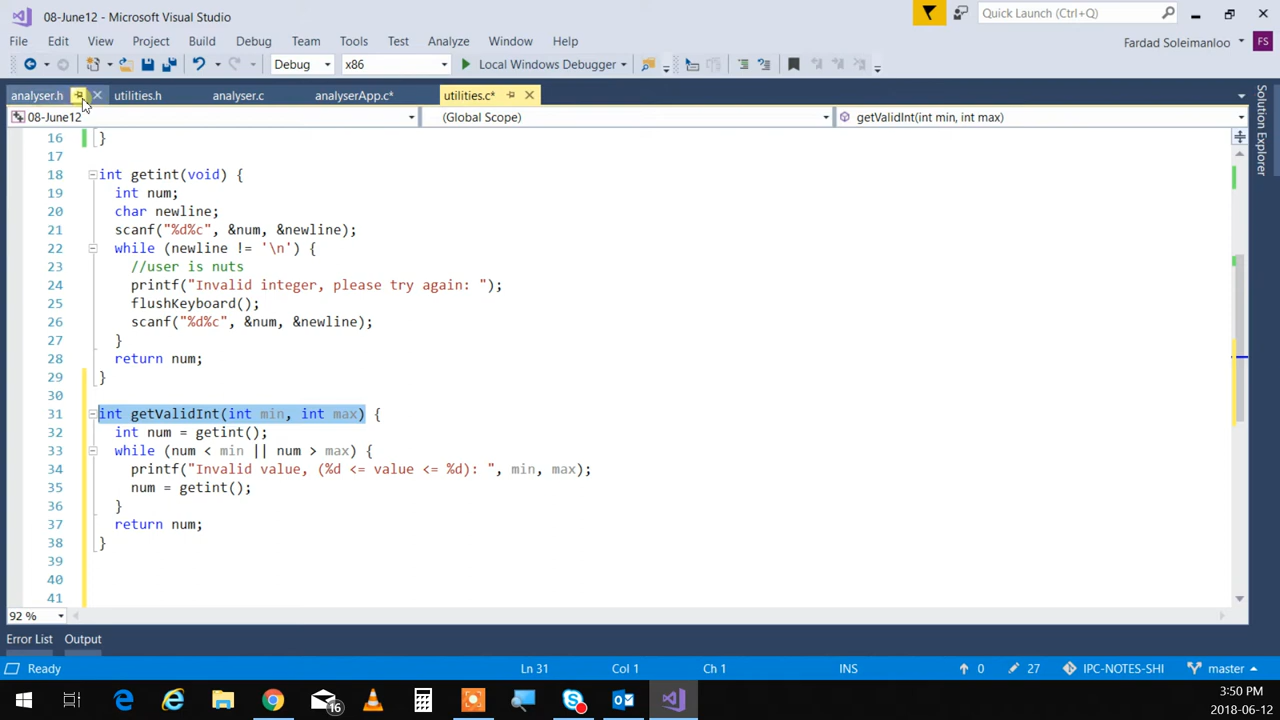 08-June12 - Microsoft Visual Studio
Quick Launch (Ctrl+Q)
File Edit View Project Build Debug Team Tools Test Analyze Window Help
Fardad Soleimanloo FS
Debug x86 Local Windows Debugger
analyser.h utilities.h analyser.c analyserApp.c* utilities.c*
08-June12 (Global Scope) getValidInt(int min, int max)
16 }
17
18 int getint(void) {
19 int num;
20 char newline;
21 scanf("%d%c", &num, &newline);
22 while (newline != '\n') {
23 //user is nuts
24 printf("Invalid integer, please try again: ");
25 flushKeyboard();
26 scanf("%d%c", &num, &newline);
27 }
28 return num;
29 }
30
31 int getValidInt(int min, int max) {
32 int num = getint();
33 while (num < min || num > max) {
34 printf("Invalid value, (%d <= value <= %d): ", min, max);
35 num = getint();
36 }
37 return num;
38 }
39
40
41
Solution Explorer
92 %
Error List Output
Ready Ln 31 Col 1 Ch 1 INS 0 27 IPC-NOTES-SHI master
16
3:50 PM
2018-06-12